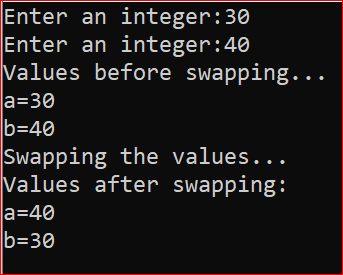 Enter an integer:30
Enter an integer:40
Values before swapping...
a=30
b=40
Swapping the values...
Values after swapping:
a=40
b=30